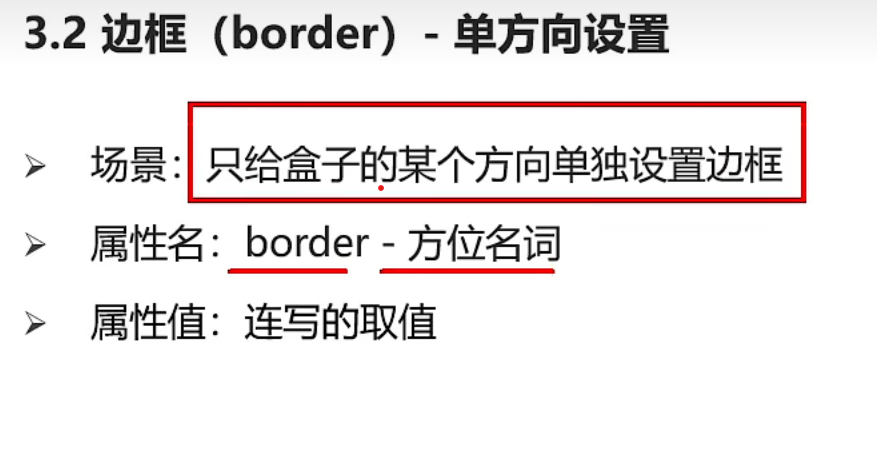 3.2 边框（border）- 单方向设置
场景：只给盒子的某个方向单独设置边框
属性名：border - 方位名词
属性值：连写的取值